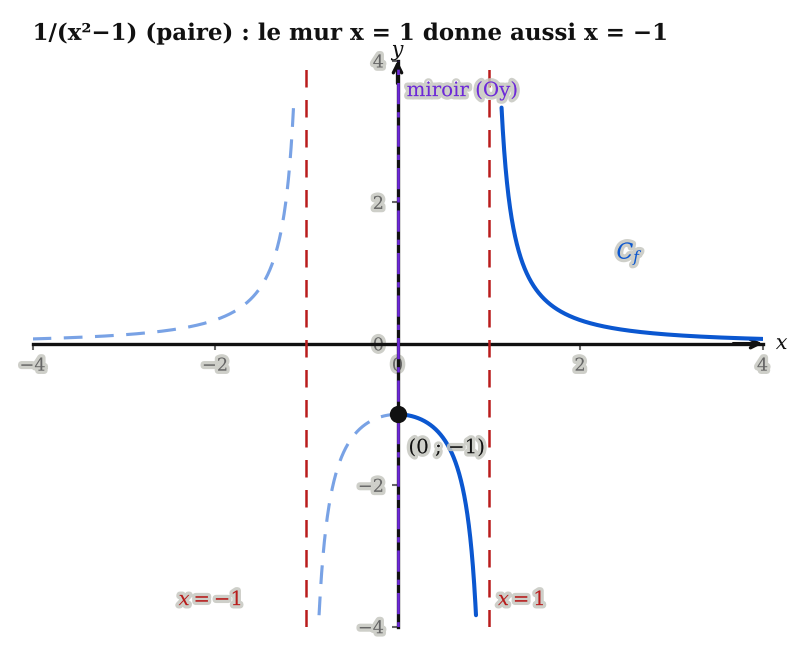 1/(x²−1) (paire) : le mur x = 1 donne aussi x = −1
y
4
miroir (Oy)
2
C_f
0
x
−4
−2
0
2
4
(0 ; −1)
−2
x = −1
x = 1
−4